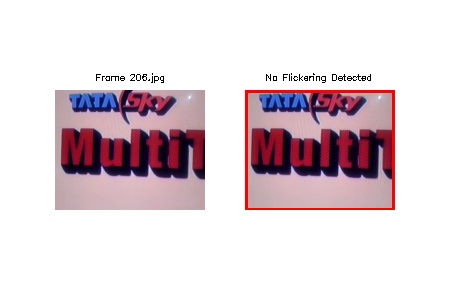 Frame 206.jpg
No Flickering Detected
TATA Sky
TATA Sky
MultiT
MultiT